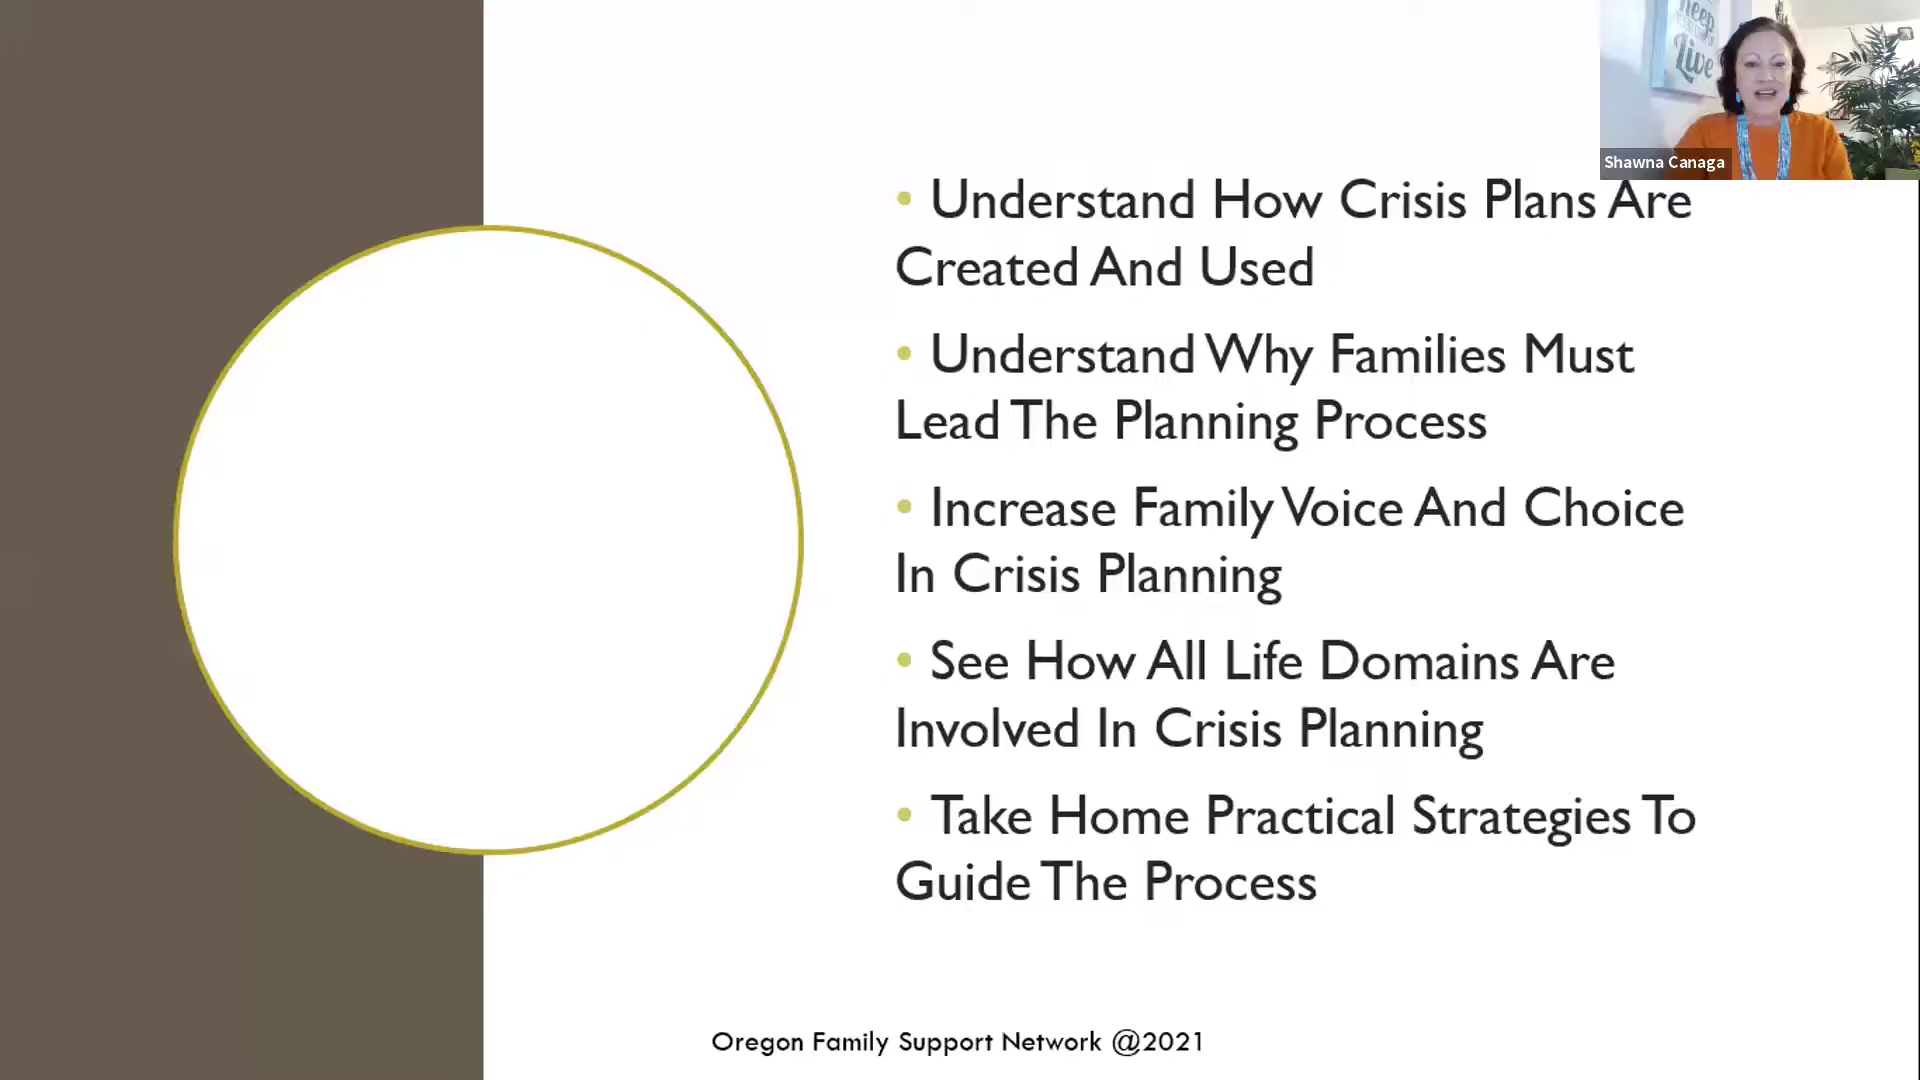 keep
Live
Shawna Canaga
• Understand How Crisis Plans Are
Created And Used
• Understand Why Families Must
Lead The Planning Process
• Increase Family Voice And Choice
In Crisis Planning
• See How All Life Domains Are
Involved In Crisis Planning
• Take Home Practical Strategies To
Guide The Process
Oregon Family Support Network @2021